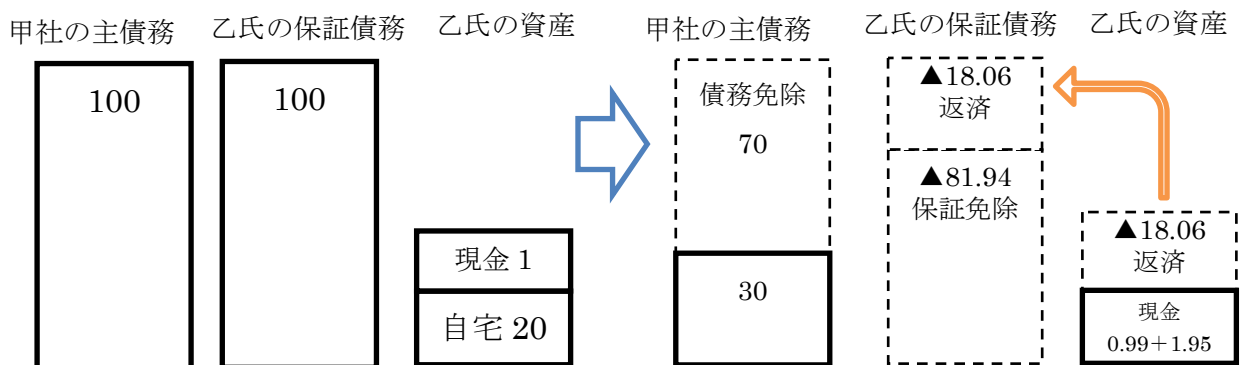 甲社の主債務
乙氏の保証債務
乙氏の資産
100
100
現金 1
自宅 20
甲社の主債務
乙氏の保証債務
乙氏の資産
債務免除
70
30
▲18.06
返済
▲81.94
保証免除
▲18.06
返済
現金
0.99+1.95